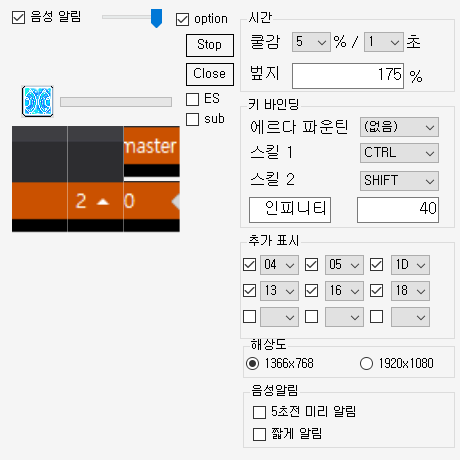 음성 알림
option
Stop
Close
ES
sub
master
2
0
시간
쿨감 5 % / 1 초
벞지 175 %
키 바인딩
에르다 파운틴 (없음)
스킬 1 CTRL
스킬 2 SHIFT
인피니티 40
추가 표시
04 05 1D
13 16 18
해상도
1366x768 1920x1080
음성알림
5초전 미리 알림
짧게 알림